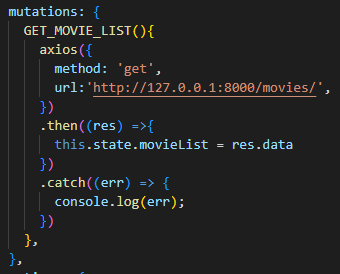 mutations: {
  GET_MOVIE_LIST(){
    axios({
      method: 'get',
      url:'http://127.0.0.1:8000/movies/',
    })
    .then((res) =>{
      this.state.movieList = res.data
    })
    .catch((err) => {
      console.log(err);
    })
  },
},